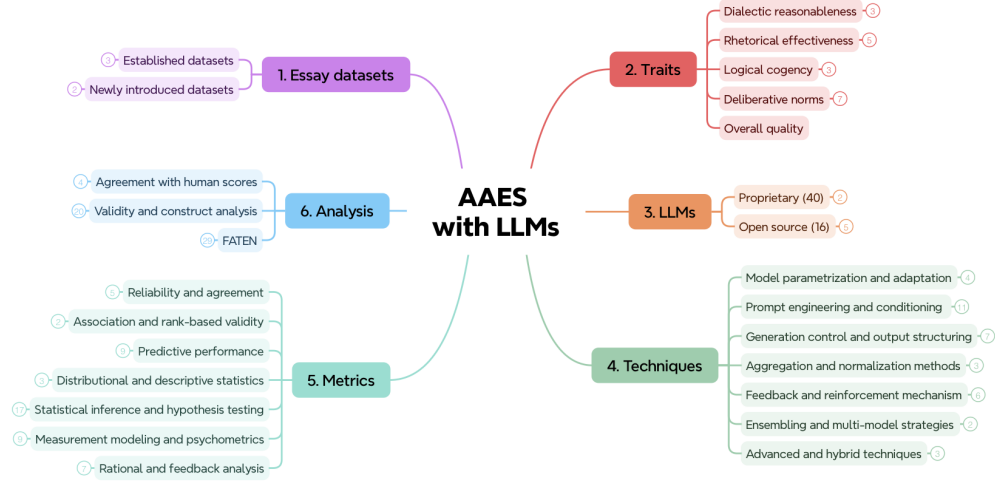 AAES
with LLMs
1. Essay datasets
Established datasets
3
Newly introduced datasets
2
2. Traits
Dialectic reasonableness
3
Rhetorical effectiveness
5
Logical cogency
3
Deliberative norms
7
Overall quality
3. LLMs
Proprietary (40)
2
Open source (16)
5
4. Techniques
Model parametrization and adaptation
4
Prompt engineering and conditioning
11
Generation control and output structuring
7
Aggregation and normalization methods
3
Feedback and reinforcement mechanism
6
Ensembling and multi-model strategies
2
Advanced and hybrid techniques
3
5. Metrics
Reliability and agreement
5
Association and rank-based validity
2
Predictive performance
9
Distributional and descriptive statistics
3
Statistical inference and hypothesis testing
17
Measurement modeling and psychometrics
9
Rational and feedback analysis
7
6. Analysis
Agreement with human scores
4
Validity and construct analysis
20
FATEN
29